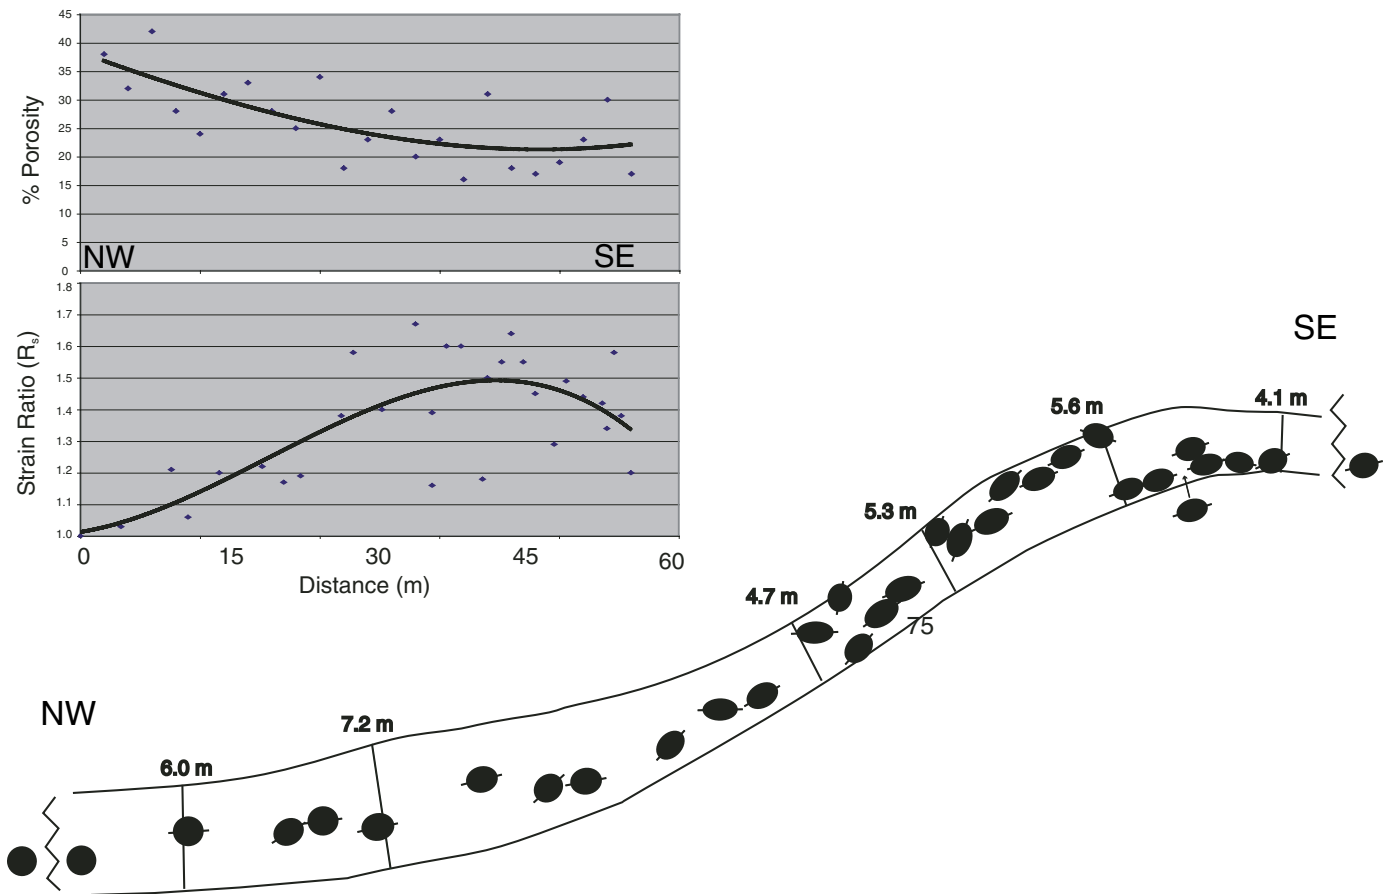 45
40
35
30
25
20
15
10
5
0
% Porosity
NW
SE
1.8
1.7
1.6
1.5
1.4
1.3
1.2
1.1
1.0
Strain Ratio (Rs)
0 15 30 45 60
Distance (m)
SE
4.1 m
5.6 m
5.3 m
4.7 m
75
NW
7.2 m
6.0 m